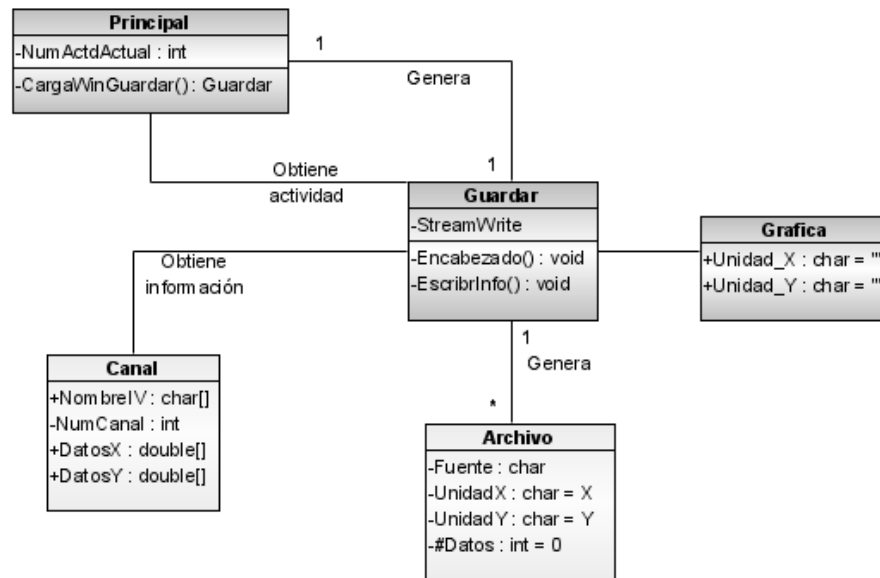 Principal
-NumActdActual : int
-CargaWinGuardar() : Guardar
1
Genera
1
Obtiene
actividad
Guardar
-StreamWrite
-Encabezado() : void
-EscribrInfo() : void
Grafica
+Unidad_X : char = '"
+Unidad_Y : char = '"
Obtiene
información
Canal
+NombreIV : char[]
-NumCanal : int
+DatosX : double[]
+DatosY : double[]
1
Genera
*
Archivo
-Fuente : char
-UnidadX : char = X
-UnidadY : char = Y
-#Datos : int = 0